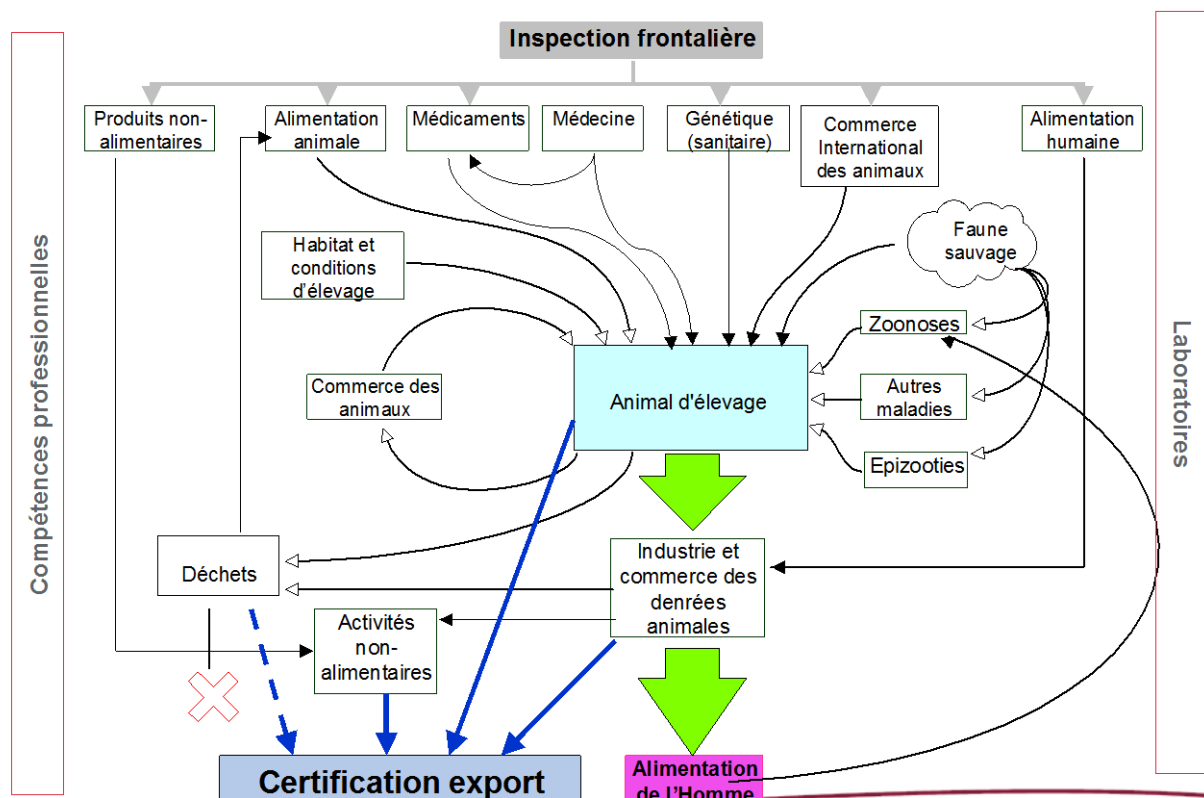 Inspection frontalière
Produits non-
alimentaires
Alimentation
animale
Médicaments
Médecine
Génétique
(sanitaire)
Commerce
International
des animaux
Alimentation
humaine
Faune
sauvage
Habitat et
conditions
d'élevage
Zoonoses
Commerce des
animaux
Animal d'élevage
Autres
maladies
Epizooties
Déchets
Industrie et
commerce des
denrées
animales
Activités
non-
alimentaires
Certification export
Alimentation
de l'Homme
Compétences professionnelles
Laboratoires